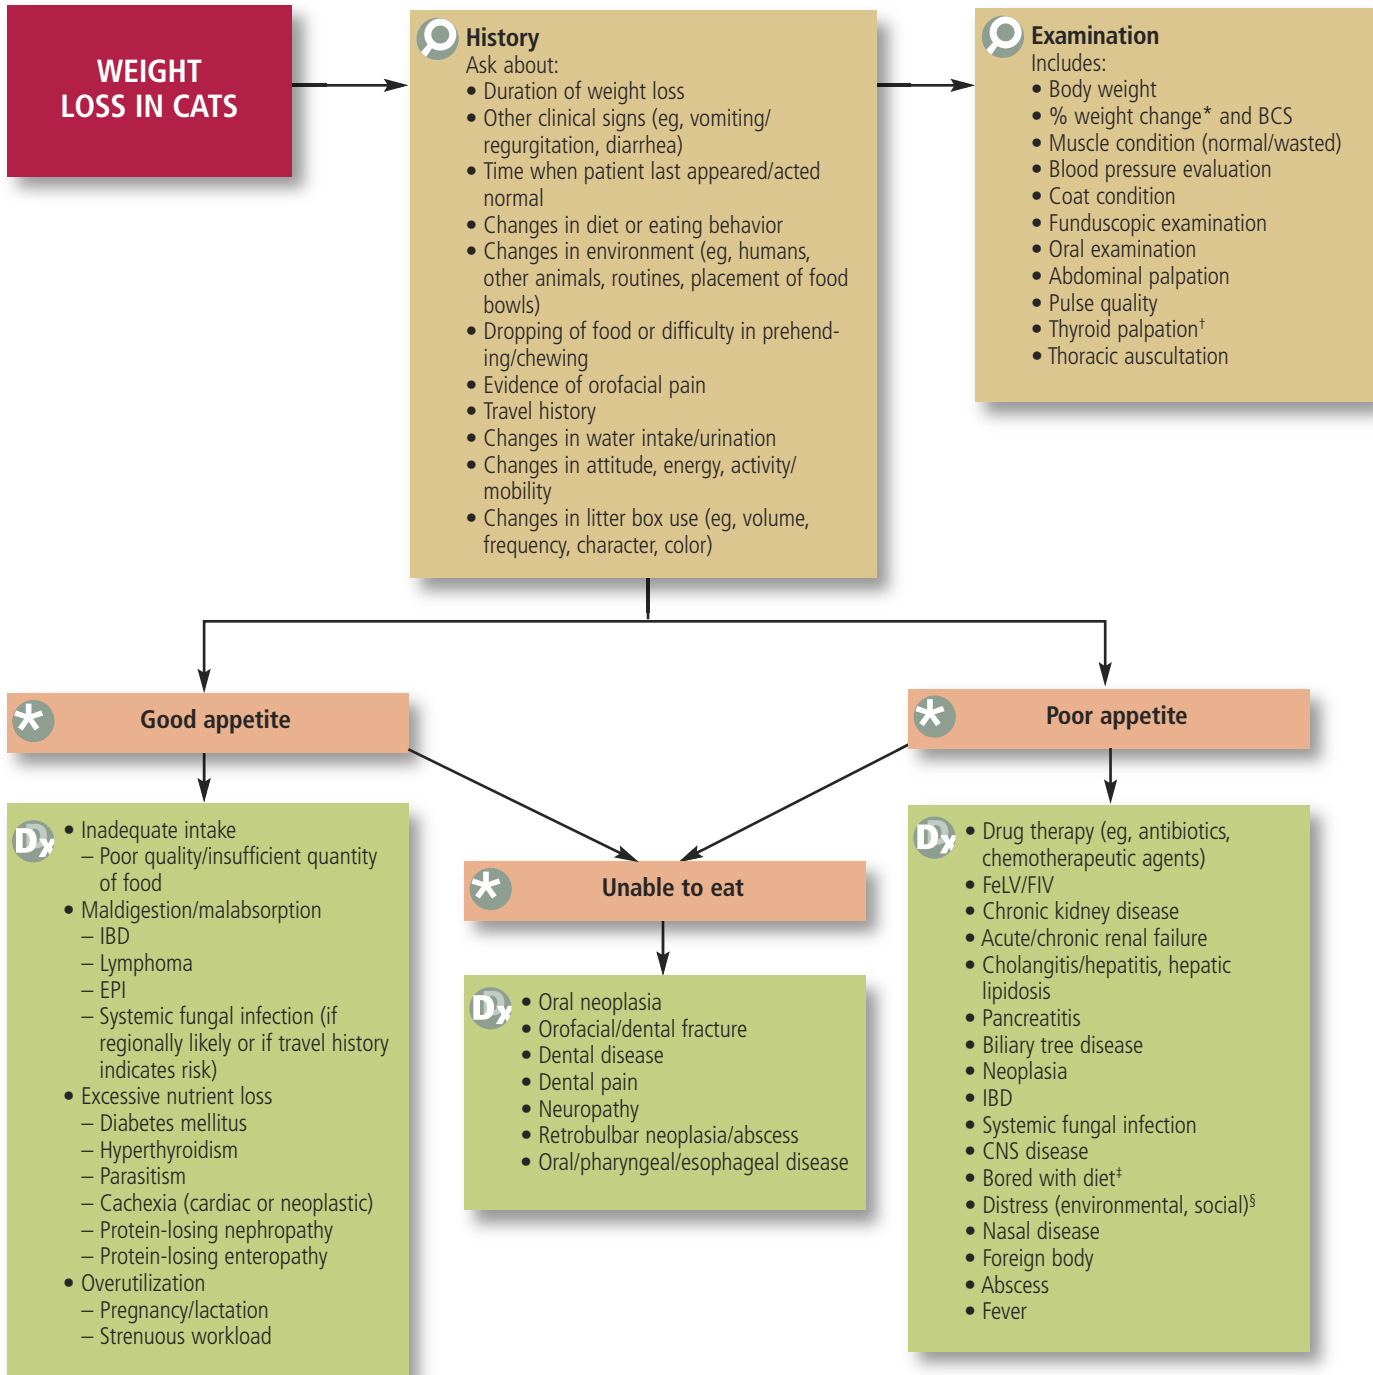 WEIGHT
LOSS IN CATS
History
Ask about:
• Duration of weight loss
• Other clinical signs (eg, vomiting/
regurgitation, diarrhea)
• Time when patient last appeared/acted
normal
• Changes in diet or eating behavior
• Changes in environment (eg, humans,
other animals, routines, placement of food
bowls)
• Dropping of food or difficulty in prehend-
ing/chewing
• Evidence of orofacial pain
• Travel history
• Changes in water intake/urination
• Changes in attitude, energy, activity/
mobility
• Changes in litter box use (eg, volume,
frequency, character, color)
Examination
Includes:
• Body weight
• % weight change* and BCS
• Muscle condition (normal/wasted)
• Blood pressure evaluation
• Coat condition
• Funduscopic examination
• Oral examination
• Abdominal palpation
• Pulse quality
• Thyroid palpation†
• Thoracic auscultation
*
Good appetite
Dx
• Inadequate intake
– Poor quality/insufficient quantity
of food
• Maldigestion/malabsorption
– IBD
– Lymphoma
– EPI
– Systemic fungal infection (if
regionally likely or if travel history
indicates risk)
• Excessive nutrient loss
– Diabetes mellitus
– Hyperthyroidism
– Parasitism
– Cachexia (cardiac or neoplastic)
– Protein-losing nephropathy
– Protein-losing enteropathy
• Overutilization
– Pregnancy/lactation
– Strenuous workload
*
Unable to eat
Dx
• Oral neoplasia
• Orofacial/dental fracture
• Dental disease
• Dental pain
• Neuropathy
• Retrobulbar neoplasia/abscess
• Oral/pharyngeal/esophageal disease
*
Poor appetite
Dx
• Drug therapy (eg, antibiotics,
chemotherapeutic agents)
• FeLV/FIV
• Chronic kidney disease
• Acute/chronic renal failure
• Cholangitis/hepatitis, hepatic
lipidosis
• Pancreatitis
• Biliary tree disease
• Neoplasia
• IBD
• Systemic fungal infection
• CNS disease
• Bored with diet‡
• Distress (environmental, social)§
• Nasal disease
• Foreign body
• Abscess
• Fever